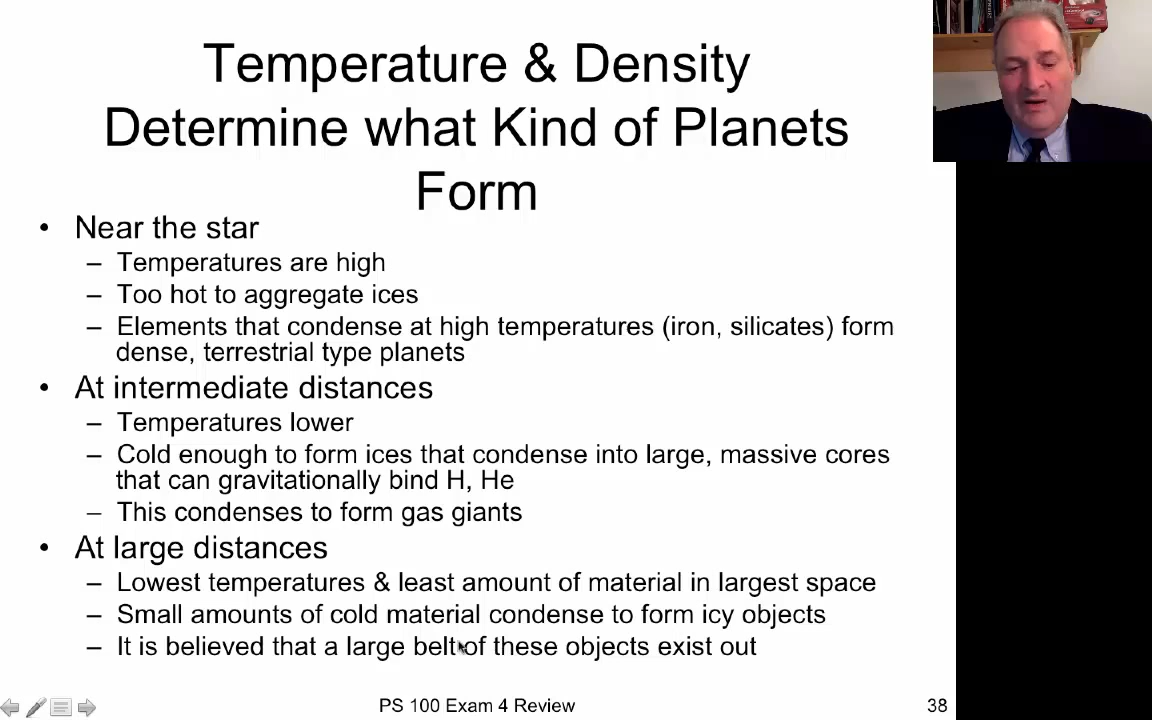 Temperature & Density
Determine what Kind of Planets
Form
• Near the star
– Temperatures are high
– Too hot to aggregate ices
– Elements that condense at high temperatures (iron, silicates) form
dense, terrestrial type planets
• At intermediate distances
– Temperatures lower
– Cold enough to form ices that condense into large, massive cores
that can gravitationally bind H, He
– This condenses to form gas giants
• At large distances
– Lowest temperatures & least amount of material in largest space
– Small amounts of cold material condense to form icy objects
– It is believed that a large belt of these objects exist out
PS 100 Exam 4 Review
38